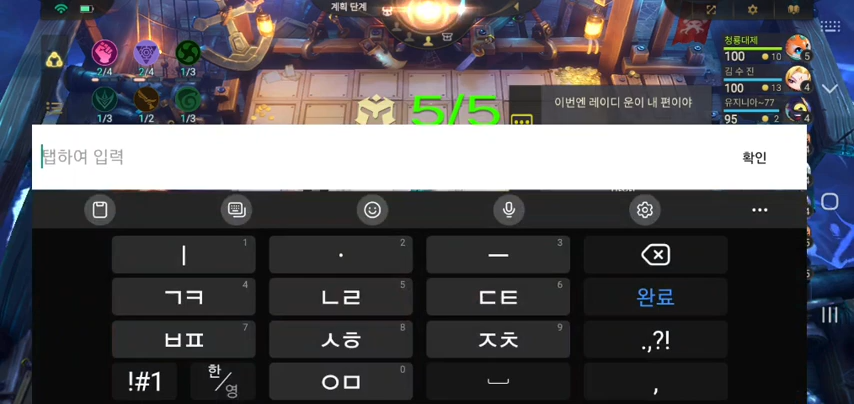 계획 단계
2/4
2/4
1/3
1/3
1/2
1/3
5/5
이번엔 레이디 운이 내 편이야
청룡대제
100
10
5
김 수 진
100
13
4
유지니아~77
95
2
4
탭하여 입력
확인
ㅣ 1
· 2
ㅡ 3
ㄱㅋ 4
ㄴㄹ 5
ㄷㅌ 6
완료
ㅂㅍ 7
ㅅㅎ 8
ㅈㅊ 9
.,?!
!#1
한/영
ㅇㅁ 0
,